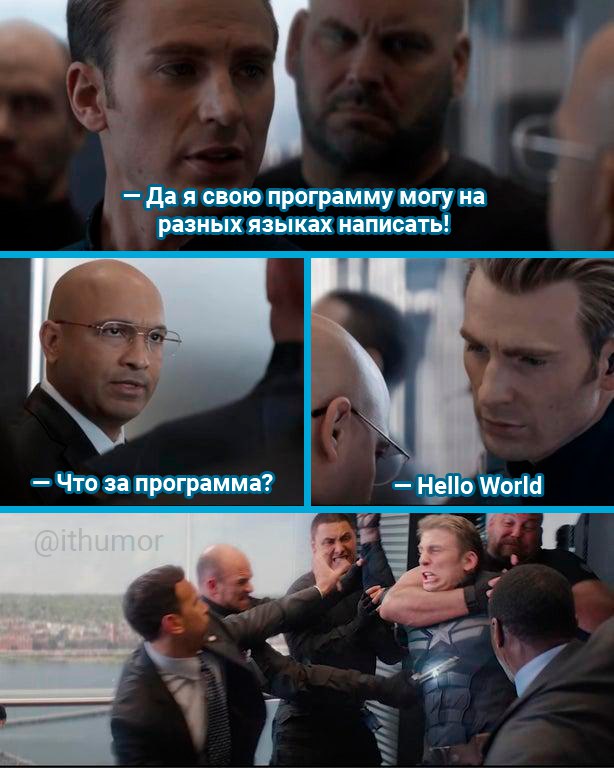 — Да я свою программу могу на
разных языках написать!
— Что за программа?
— Hello World
@ithumor